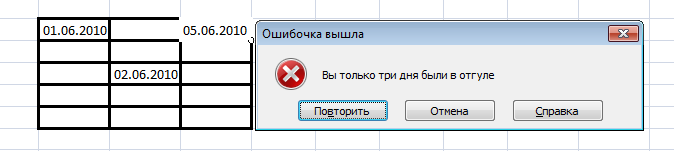 Ошибочка вышла
01.06.2010 05.06.2010
Вы только три дня были в отгуле
02.06.2010
Повторить Отмена Справка